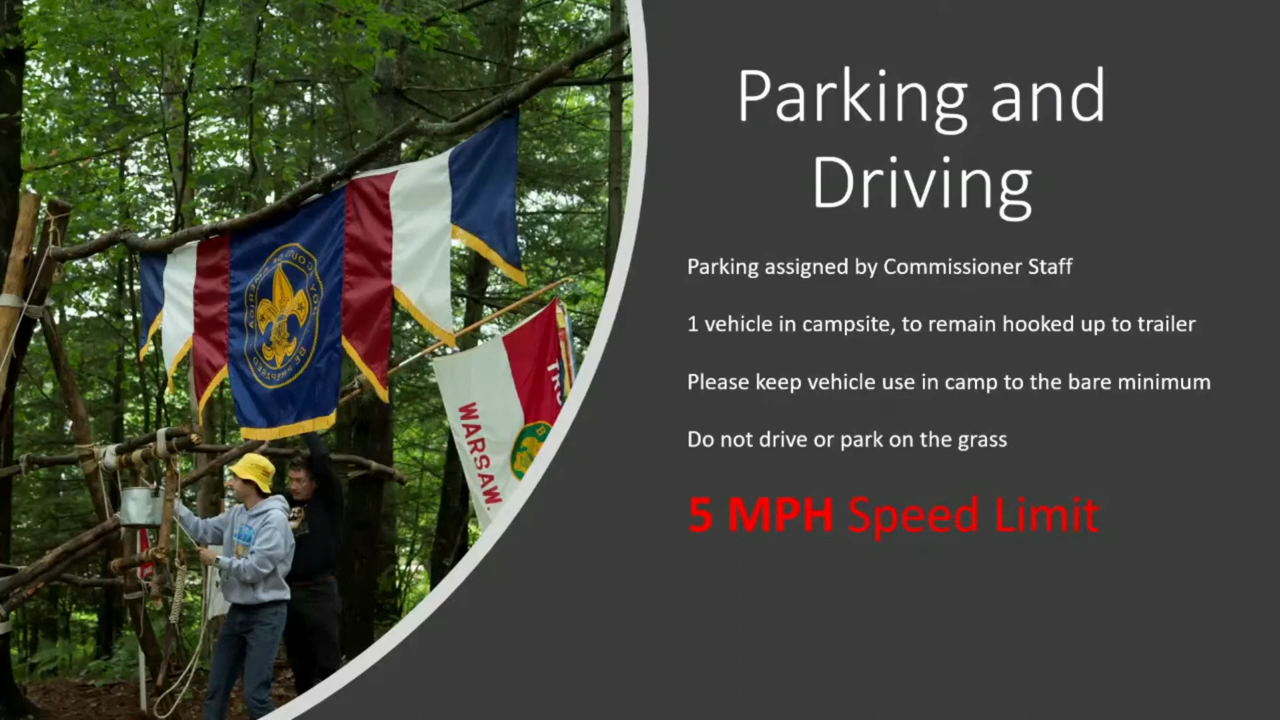 Parking and
Driving
Parking assigned by Commissioner Staff
1 vehicle in campsite, to remain hooked up to trailer
Please keep vehicle use in camp to the bare minimum
Do not drive or park on the grass
5 MPH Speed Limit
BE PREPARED
WARSAW.